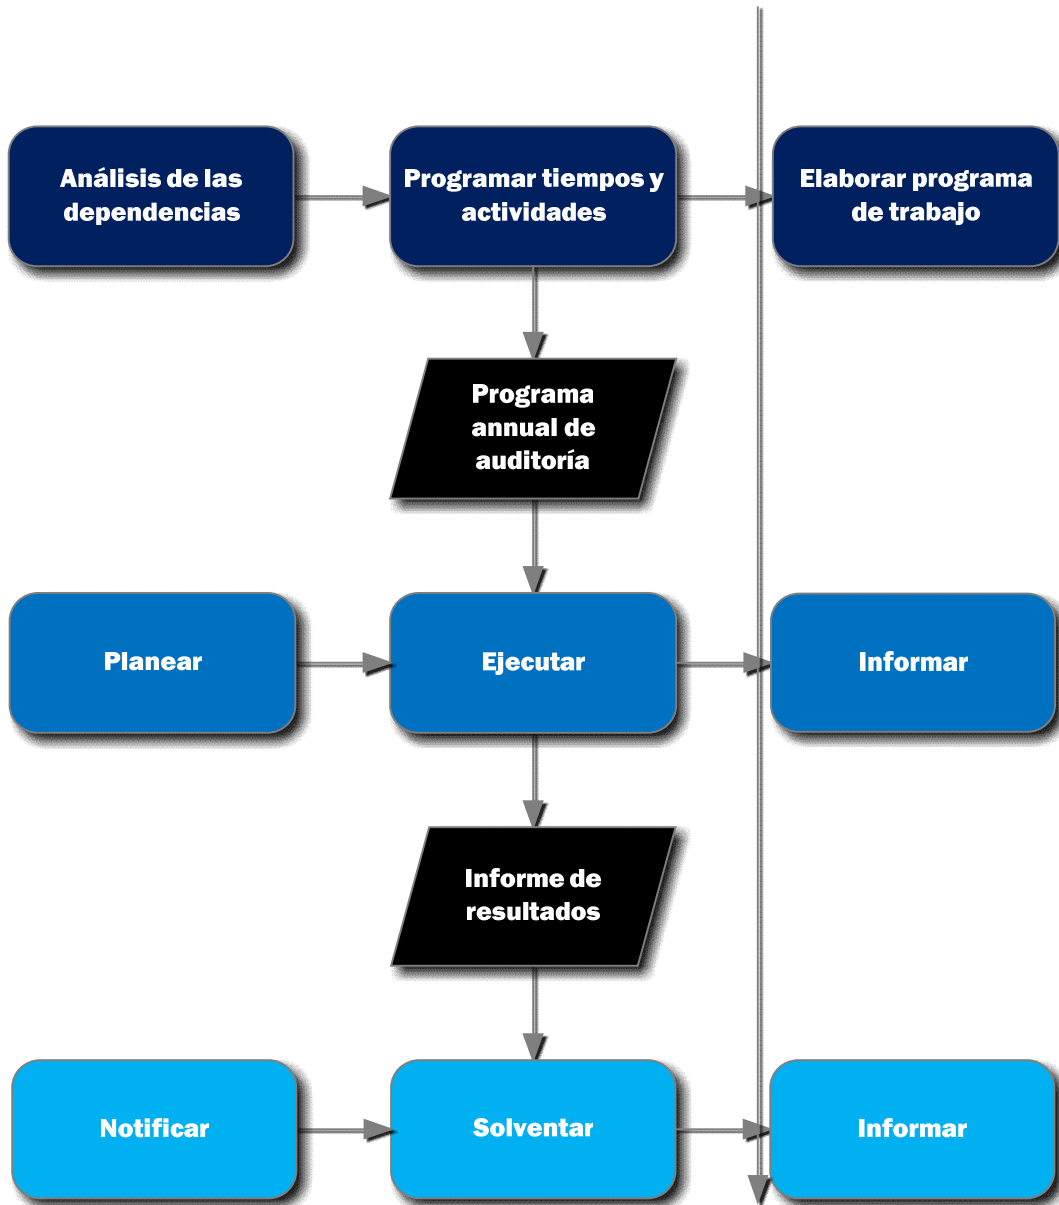 Análisis de las
dependencias
Programar tiempos y
actividades
Elaborar programa
de trabajo
Programa
annual de
auditoría
Planear
Ejecutar
Informar
Informe de
resultados
Notificar
Solventar
Informar